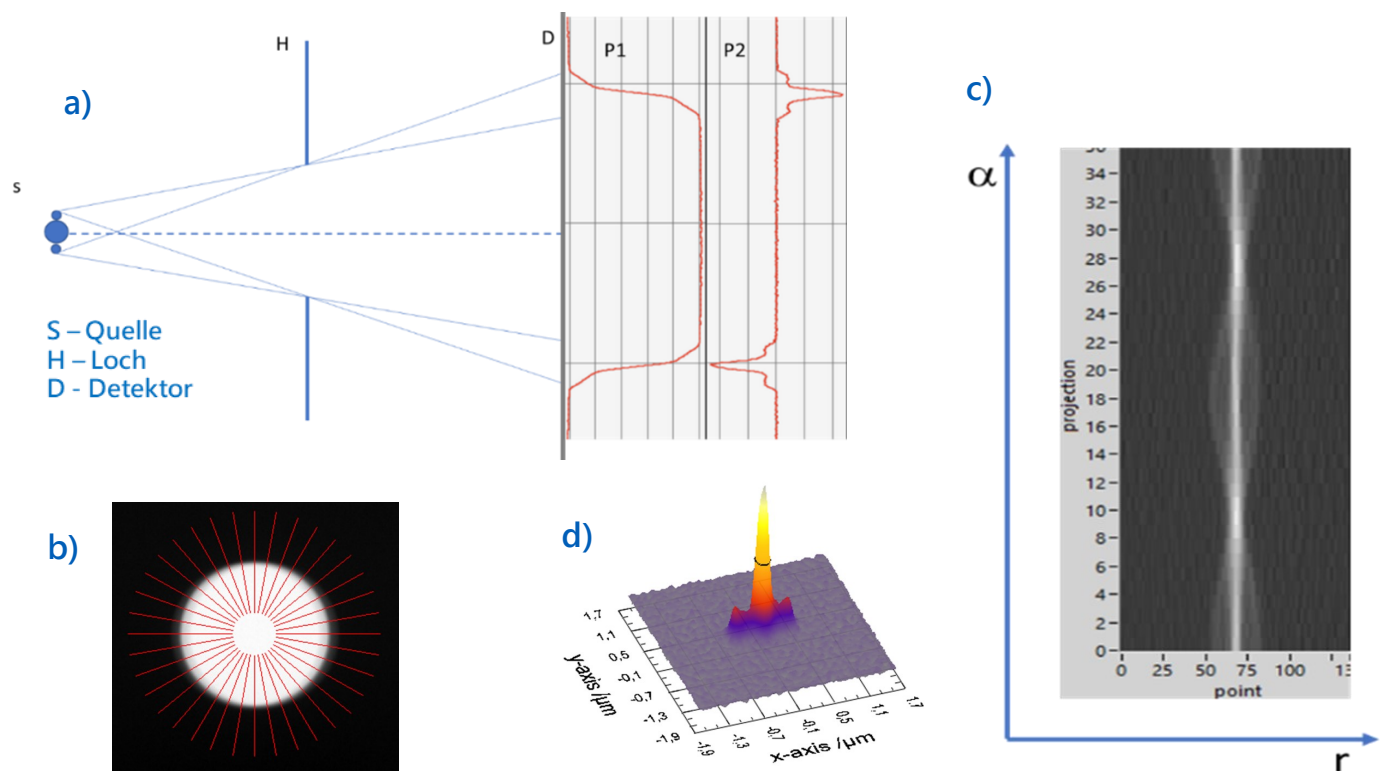 a)
H
D
P1
P2
s
S – Quelle
H – Loch
D - Detektor
b)
c)
α
34
32
30
28
26
24
22
20
18
16
14
12
10
8
6
4
2
0
projection
0 25 50 75 100
point
r
d)
1,7
1,1
0,5
-0,1
-0,7
-1,3
-1,9
y-axis /µm
-1,9 -1,3 -0,7 -0,1 0,5 1,1 1,7
x-axis /µm